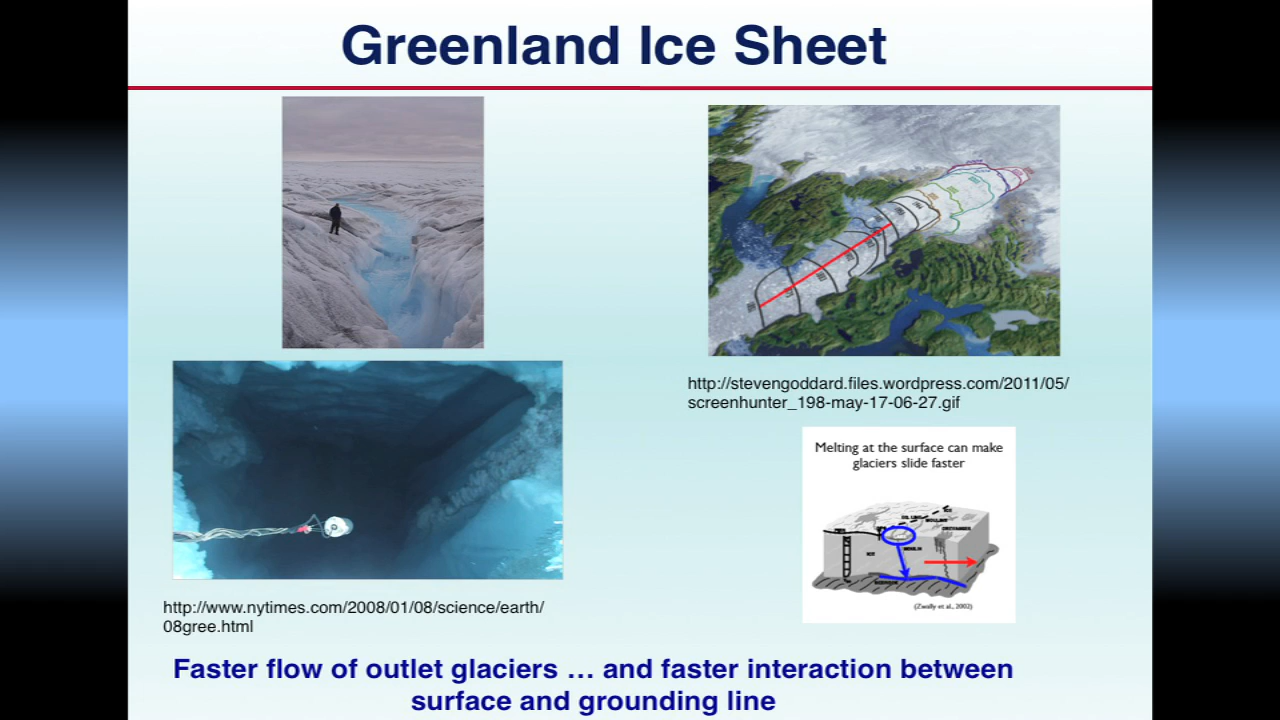 Greenland Ice Sheet
http://stevengoddard.files.wordpress.com/2011/05/
screenhunter_198-may-17-06-27.gif
Melting at the surface can make
glaciers slide faster
(Zwally et al., 2002)
http://www.nytimes.com/2008/01/08/science/earth/
08gree.html
Faster flow of outlet glaciers … and faster interaction between
surface and grounding line